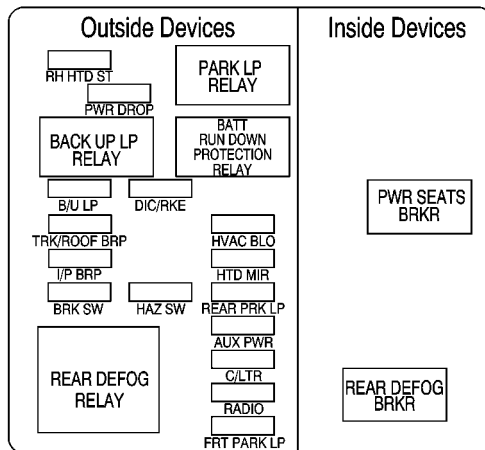 Outside Devices
Inside Devices
RH HTD ST
PWR DROP
PARK LP
RELAY
BACK UP LP
RELAY
BATT
RUN DOWN
PROTECTION
RELAY
B/U LP
DIC/RKE
TRK/ROOF BRP
HVAC BLO
I/P BRP
HTD MIR
BRK SW
HAZ SW
REAR PRK LP
AUX PWR
REAR DEFOG
RELAY
C/LTR
RADIO
FRT PARK LP
PWR SEATS
BRKR
REAR DEFOG
BRKR